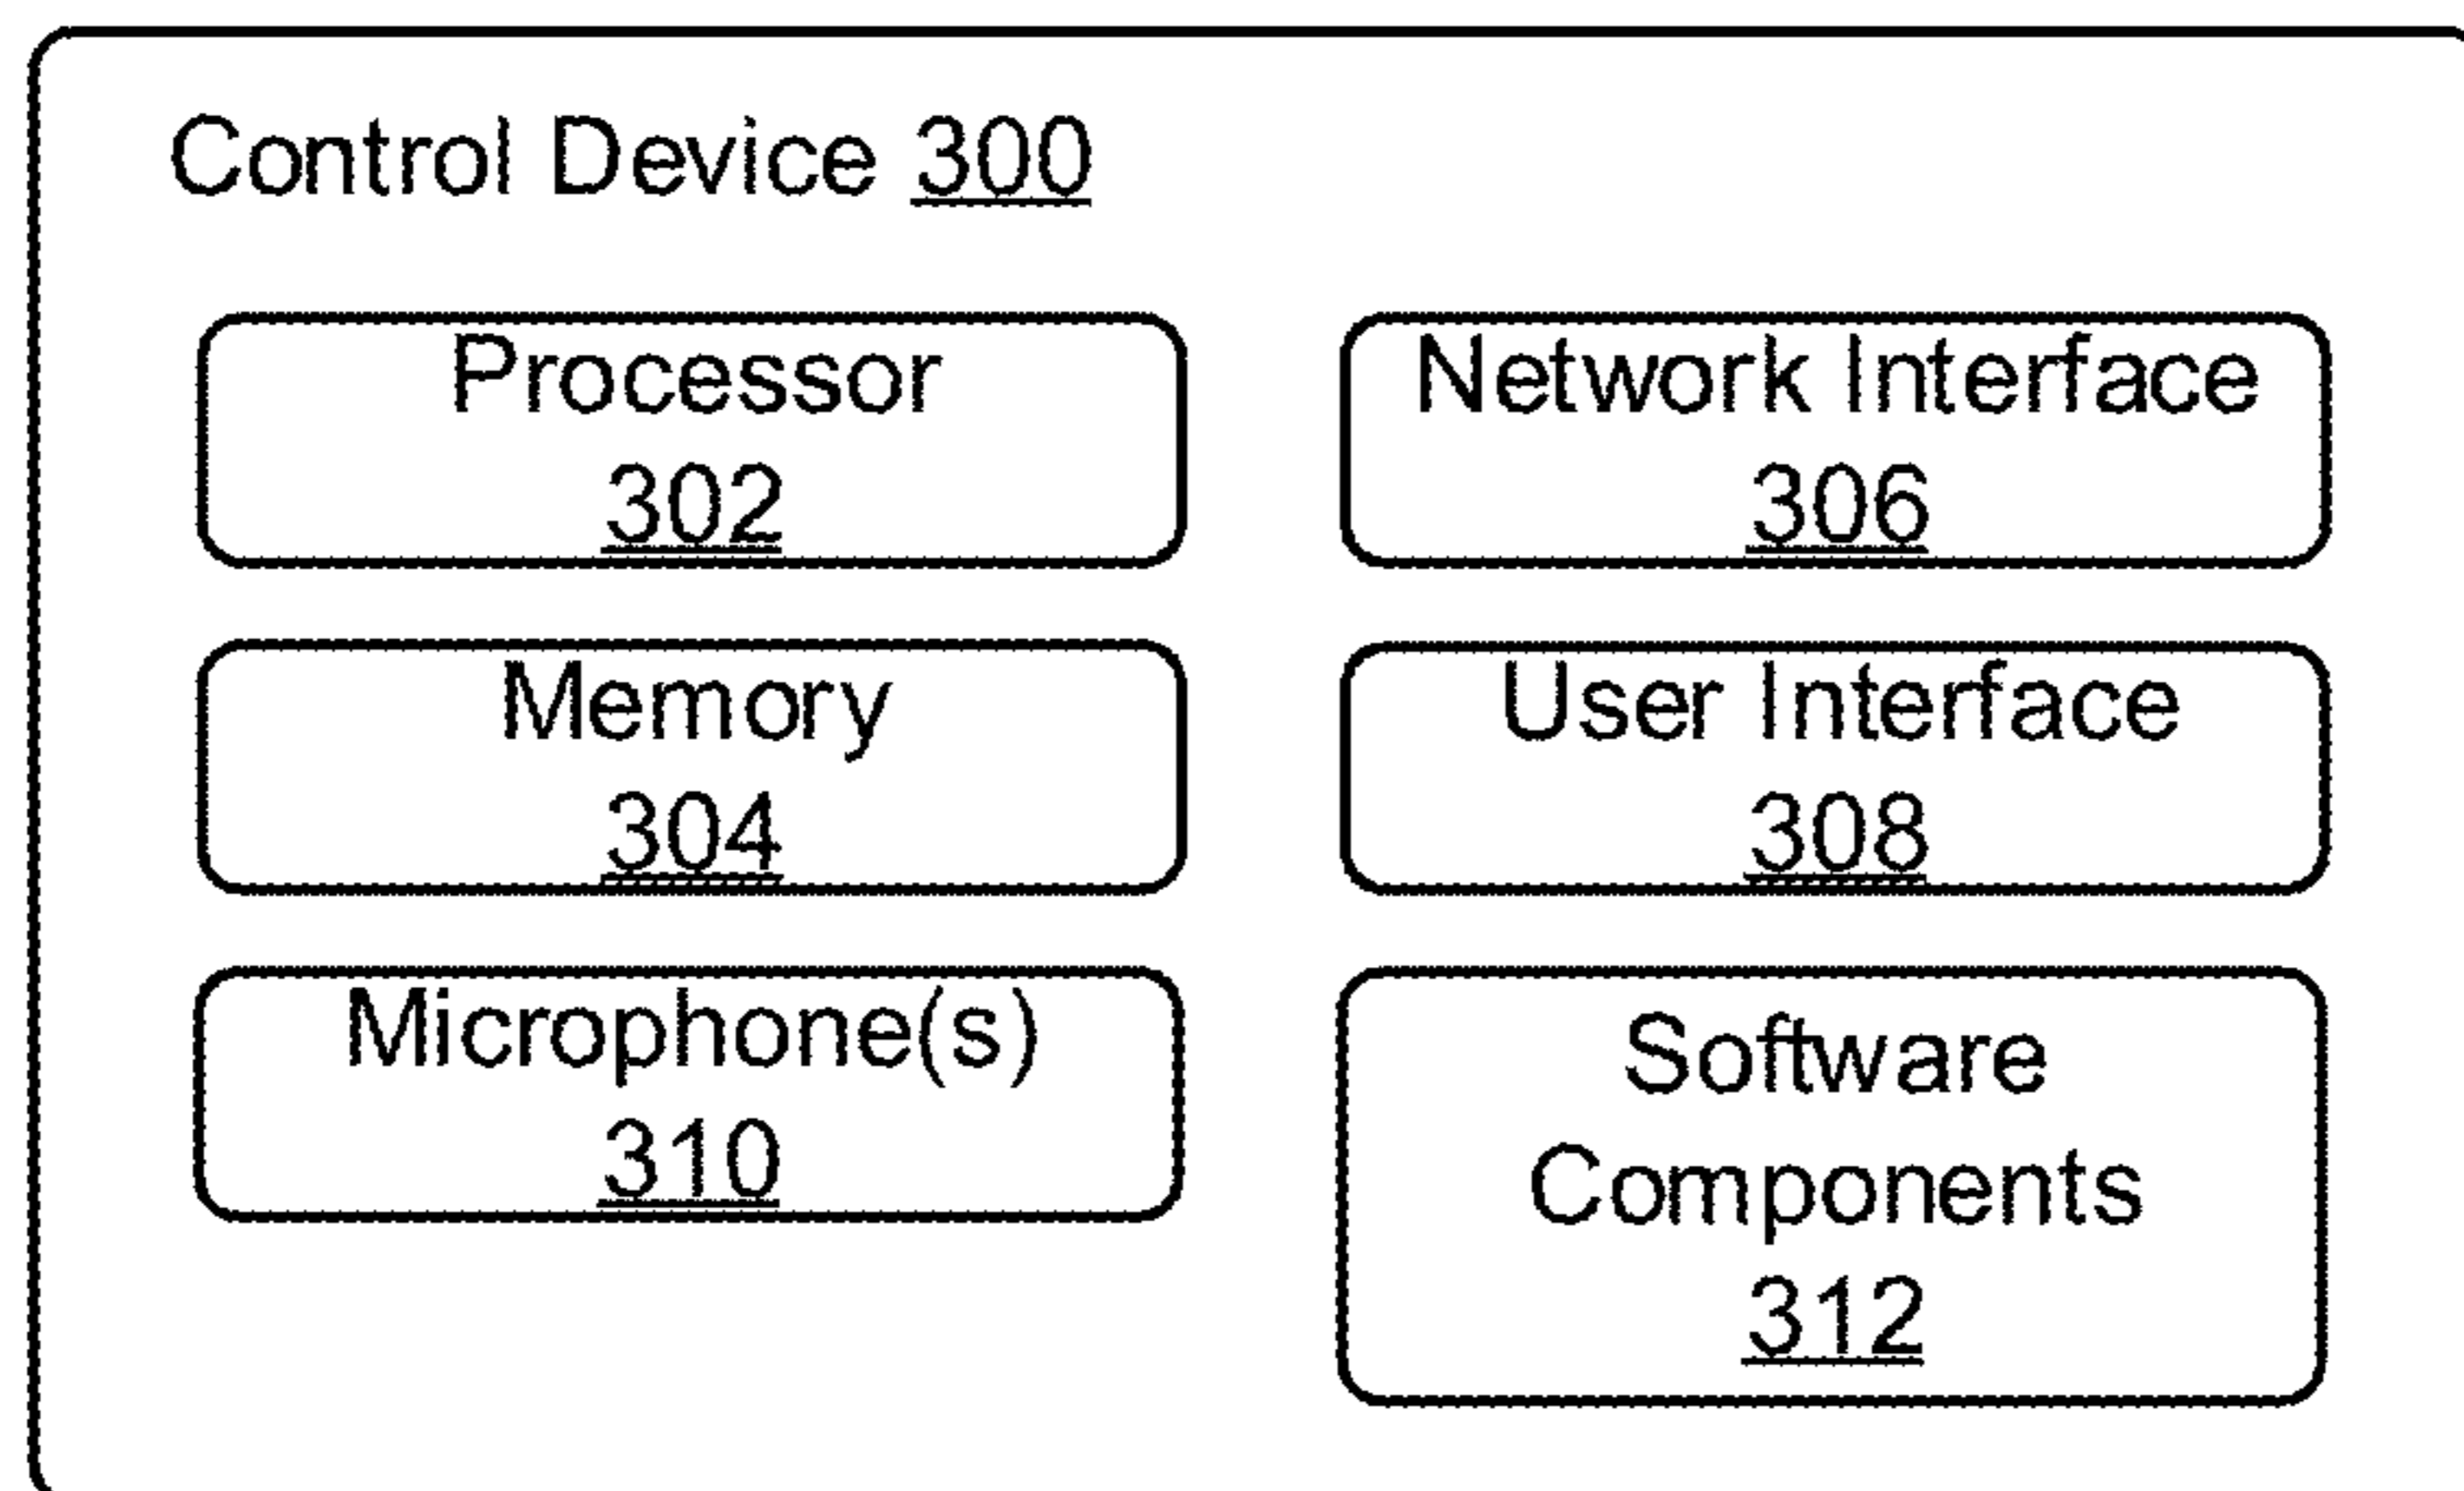 Control Device 300
Processor
302
Network Interface
306
Memory
304
User Interface
308
Microphone(s)
310
Software
Components
312